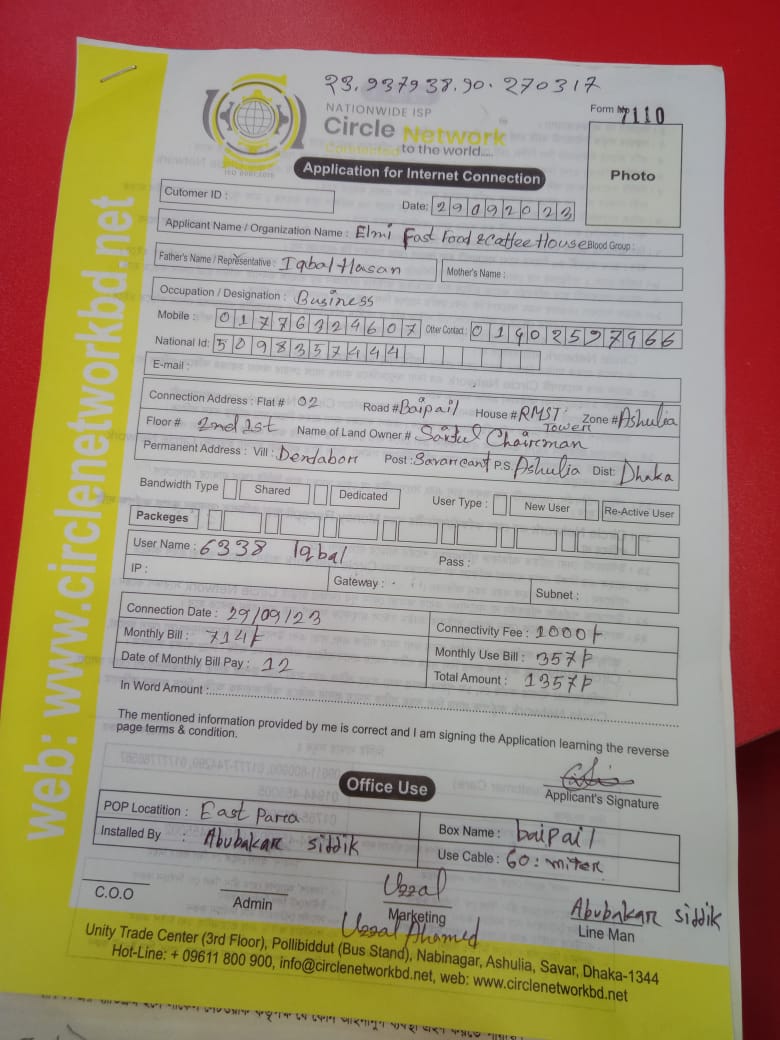 23.937938.90.270317
NATIONWIDE ISP
Form No 7110
Circle Network
Connected to the world....
ISO 9001:2015
Application for Internet Connection
Photo
Cutomer ID :
Date: 29092023
Applicant Name / Organization Name : Elmi Fast Food & Caffee House Blood Group :
Father's Name / Representative : Iqbal Hasan Mother's Name :
Occupation / Designation : Business
Mobile : 01776324607 Other Contact : 01902597966
National Id: 5098357444
E-mail :
Connection Address : Flat # 02 Road # Baipail House # RMST Tower Zone # Ashulia
Floor # 2nd 1st Name of Land Owner # Saidul Chairman
Permanent Address : Vill : Dendabor Post : Savarcant P.S. Ashulia Dist: Dhaka
Bandwidth Type Shared Dedicated User Type : New User Re-Active User
Packeges
User Name : 6338 Iqbal Pass :
IP : Gateway : Subnet :
Connection Date : 29/09/23 Connectivity Fee : 1000/-
Monthly Bill : 714/- Monthly Use Bill : 357/-
Date of Monthly Bill Pay : 12 Total Amount : 1357/-
In Word Amount :
The mentioned information provided by me is correct and I am signing the Application learning the reverse
page terms & condition.
Applicant's Signature
Office Use
POP Locatition : East Parra Box Name : baipail
Installed By : Abubakar siddik Use Cable : 60: miter
C.O.O
Admin
Uzzal
Marketing
Uzzal Ahamed
Abubakar siddik
Line Man
Unity Trade Center (3rd Floor), Pollibiddut (Bus Stand), Nabinagar, Ashulia, Savar, Dhaka-1344
Hot-Line: + 09611 800 900, info@circlenetworkbd.net, web: www.circlenetworkbd.net
web: www.circlenetworkbd.net